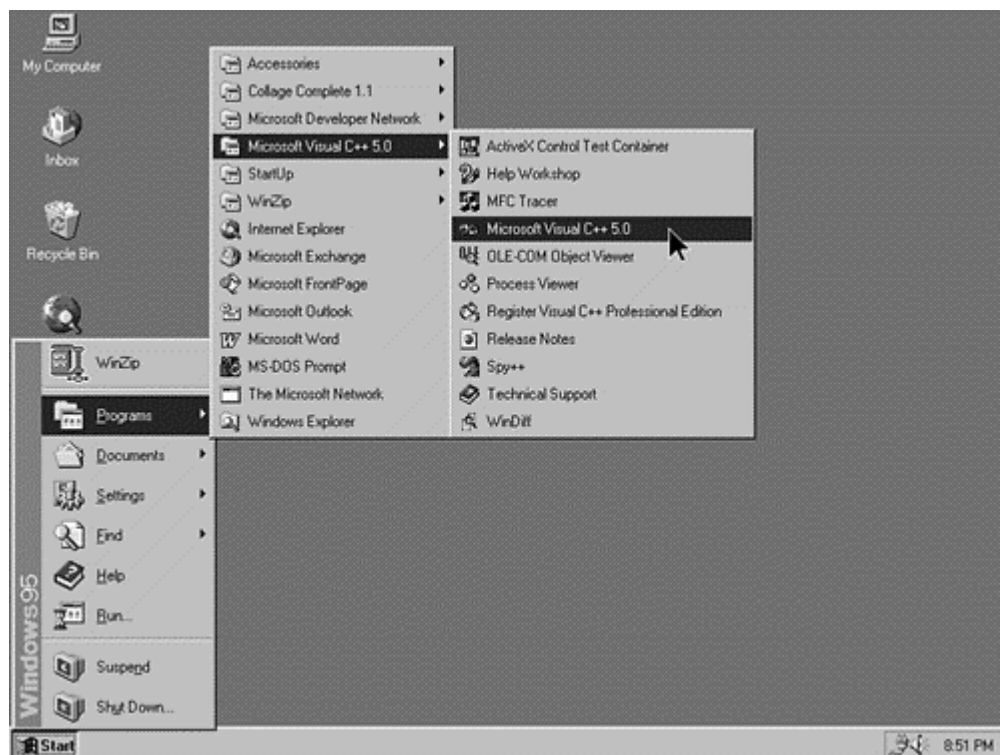 My Computer
Inbox
Recycle Bin
Accessories
Collage Complete 1.1
Microsoft Developer Network
Microsoft Visual C++ 5.0
StartUp
WinZip
Internet Explorer
Microsoft Exchange
Microsoft FrontPage
Microsoft Outlook
Microsoft Word
MS-DOS Prompt
The Microsoft Network
Windows Explorer
ActiveX Control Test Container
Help Workshop
MFC Tracer
Microsoft Visual C++ 5.0
OLE-COM Object Viewer
Process Viewer
Register Visual C++ Professional Edition
Release Notes
Spy++
Technical Support
WinDiff
WinZip
Programs
Documents
Settings
Find
Help
Run...
Suspend
Shut Down...
Windows95
Start
8:51 PM